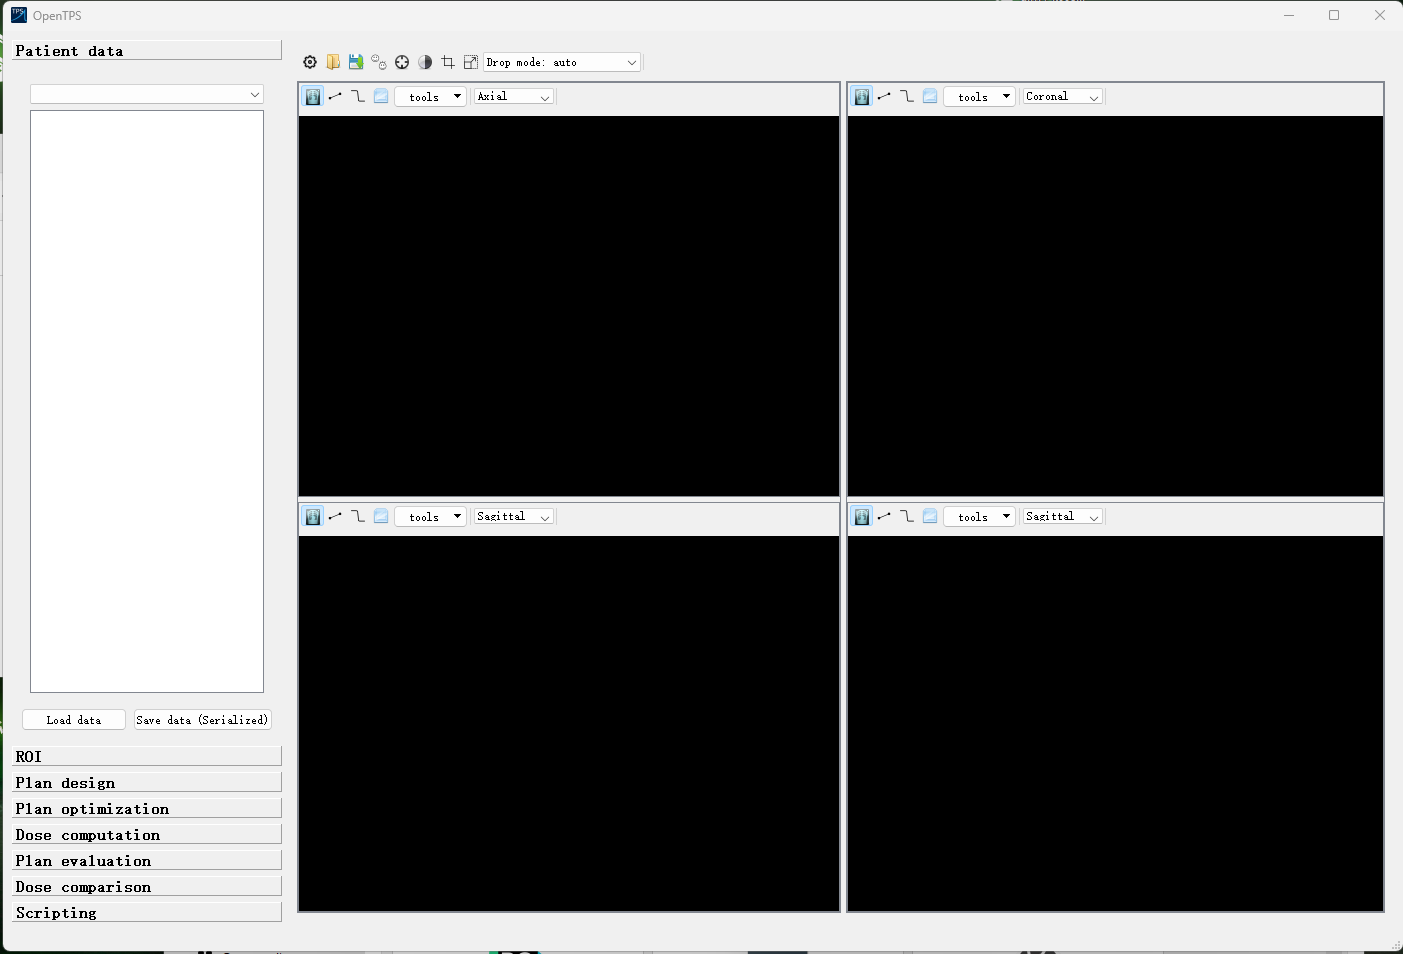 OpenTPS
Patient data
Drop mode: auto
tools Axial
tools Coronal
tools Sagittal
tools Sagittal
Load data Save data (Serialized)
ROI
Plan design
Plan optimization
Dose computation
Plan evaluation
Dose comparison
Scripting